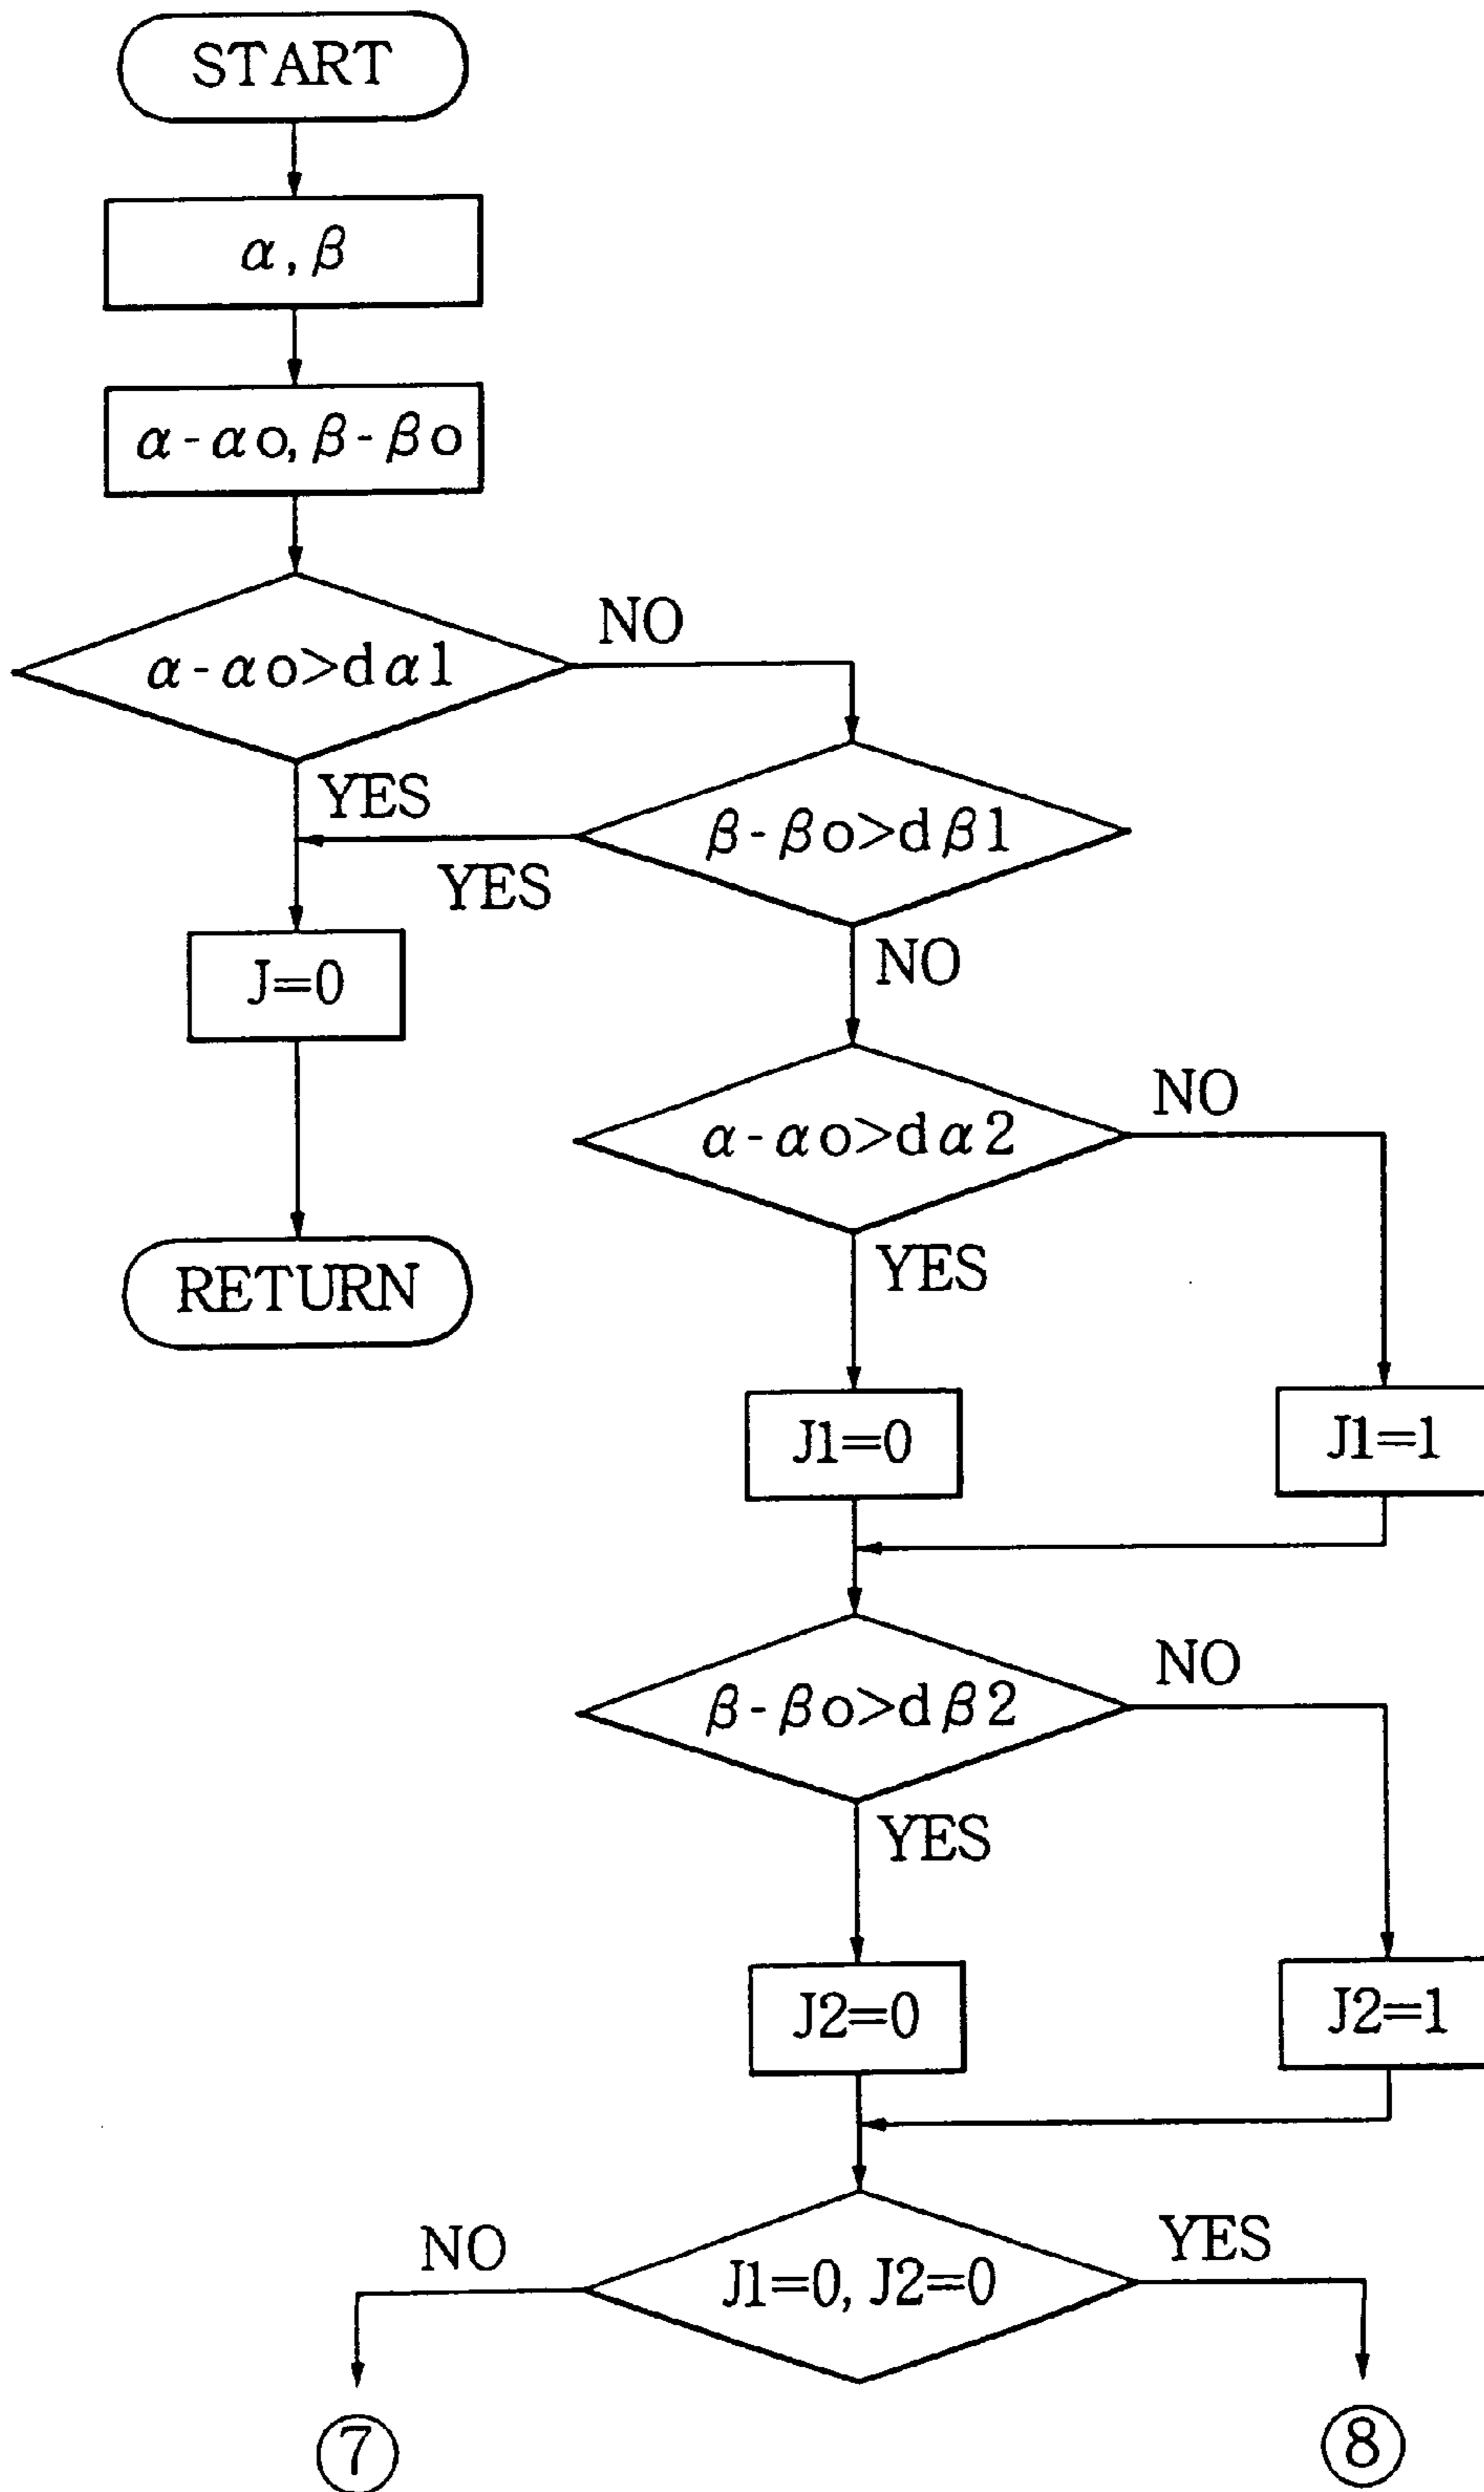 START
α, β
α-αo, β-βo
α-αo>dα1
NO
YES
β-βo>dβ1
YES
NO
J=0
α-αo>dα2
NO
YES
RETURN
J1=0
J1=1
β-βo>dβ2
NO
YES
J2=0
J2=1
J1=0, J2=0
NO
YES
⑦
⑧